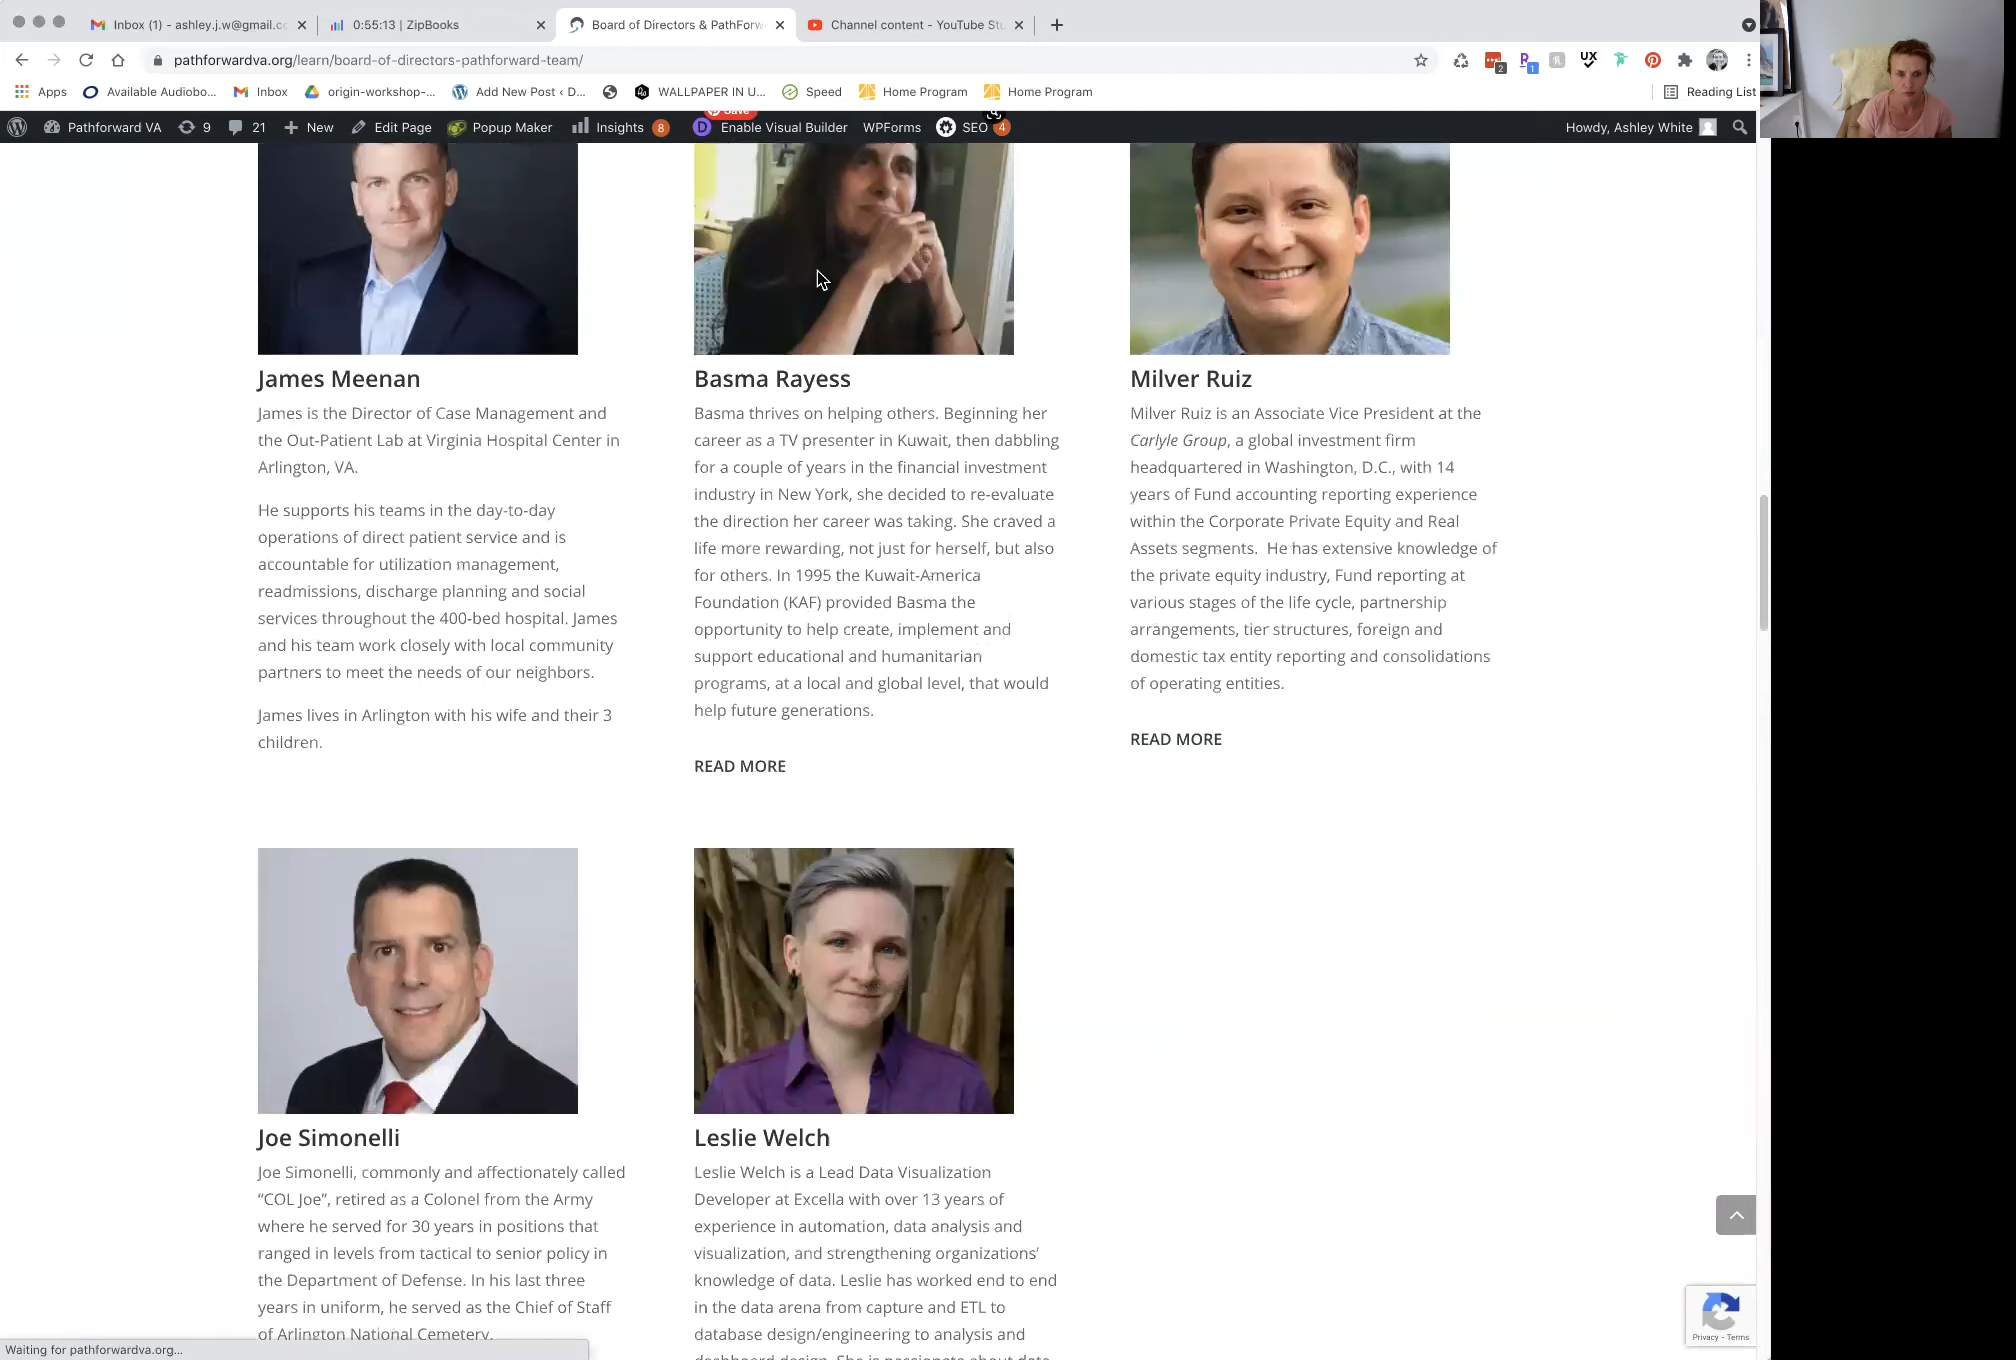 Inbox (1) - ashley.j.w@gmail.cc
0:55:13 | ZipBooks
Board of Directors & PathForw
Channel content - YouTube Stu
pathforwardva.org/learn/board-of-directors-pathforward-team/
2
1
UX
Apps
Available Audiobo...
Inbox
origin-workshop-...
Add New Post ‹ D...
WALLPAPER IN U...
Speed
Home Program
Home Program
Reading List
Pathforward VA
9
21
New
Edit Page
Popup Maker
Insights 8
Enable Visual Builder
WPForms
SEO 4
Howdy, Ashley White
James Meenan
James is the Director of Case Management and
the Out-Patient Lab at Virginia Hospital Center in
Arlington, VA.
He supports his teams in the day-to-day
operations of direct patient service and is
accountable for utilization management,
readmissions, discharge planning and social
services throughout the 400-bed hospital. James
and his team work closely with local community
partners to meet the needs of our neighbors.
James lives in Arlington with his wife and their 3
children.
Basma Rayess
Basma thrives on helping others. Beginning her
career as a TV presenter in Kuwait, then dabbling
for a couple of years in the financial investment
industry in New York, she decided to re-evaluate
the direction her career was taking. She craved a
life more rewarding, not just for herself, but also
for others. In 1995 the Kuwait-America
Foundation (KAF) provided Basma the
opportunity to help create, implement and
support educational and humanitarian
programs, at a local and global level, that would
help future generations.
READ MORE
Milver Ruiz
Milver Ruiz is an Associate Vice President at the
Carlyle Group, a global investment firm
headquartered in Washington, D.C., with 14
years of Fund accounting reporting experience
within the Corporate Private Equity and Real
Assets segments.  He has extensive knowledge of
the private equity industry, Fund reporting at
various stages of the life cycle, partnership
arrangements, tier structures, foreign and
domestic tax entity reporting and consolidations
of operating entities.
READ MORE
Joe Simonelli
Joe Simonelli, commonly and affectionately called
“COL Joe”, retired as a Colonel from the Army
where he served for 30 years in positions that
ranged in levels from tactical to senior policy in
the Department of Defense. In his last three
years in uniform, he served as the Chief of Staff
of Arlington National Cemetery.
Leslie Welch
Leslie Welch is a Lead Data Visualization
Developer at Excella with over 13 years of
experience in automation, data analysis and
visualization, and strengthening organizations’
knowledge of data. Leslie has worked end to end
in the data arena from capture and ETL to
database design/engineering to analysis and
Privacy - Terms
Waiting for pathforwardva.org...